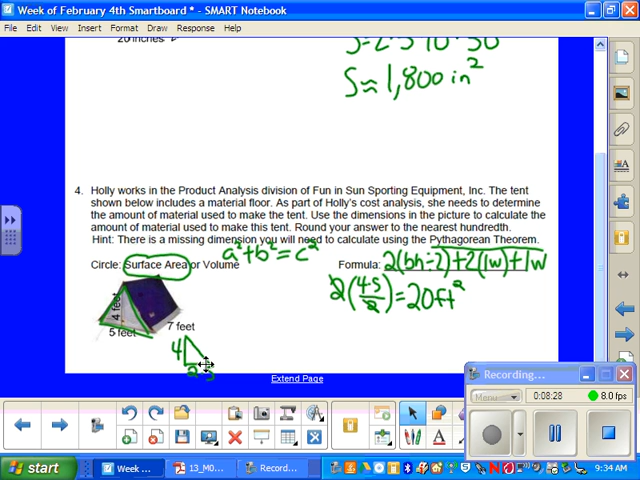 Week of February 4th Smartboard * - SMART Notebook
File Edit View Insert Format Draw Help
20 inches
S ≈ 1,800 in²
4. Holly works in the Product Analysis division of Fun in Sun Sporting Equipment, Inc. The tent
shown below includes a material floor. As part of Holly's cost analysis, she needs to determine
the amount of material used to make the tent. Use the dimensions in the picture to calculate the
amount of material used to make this tent. Round your answer to the nearest hundredth.
Hint: There is a missing dimension you will need to calculate using the Pythagorean Theorem.
a² + b² = c²
Circle: Surface Area or Volume Formula: 2(bh÷2)+2(lw)+lw
2(4·5/2)=20ft²
4 feet
5 feet
7 feet
4
2.5
Extend Page
Recording...
Menu 0:08:28 8.0 fps
start Week ... 13_M0... Recor... 9:34 AM